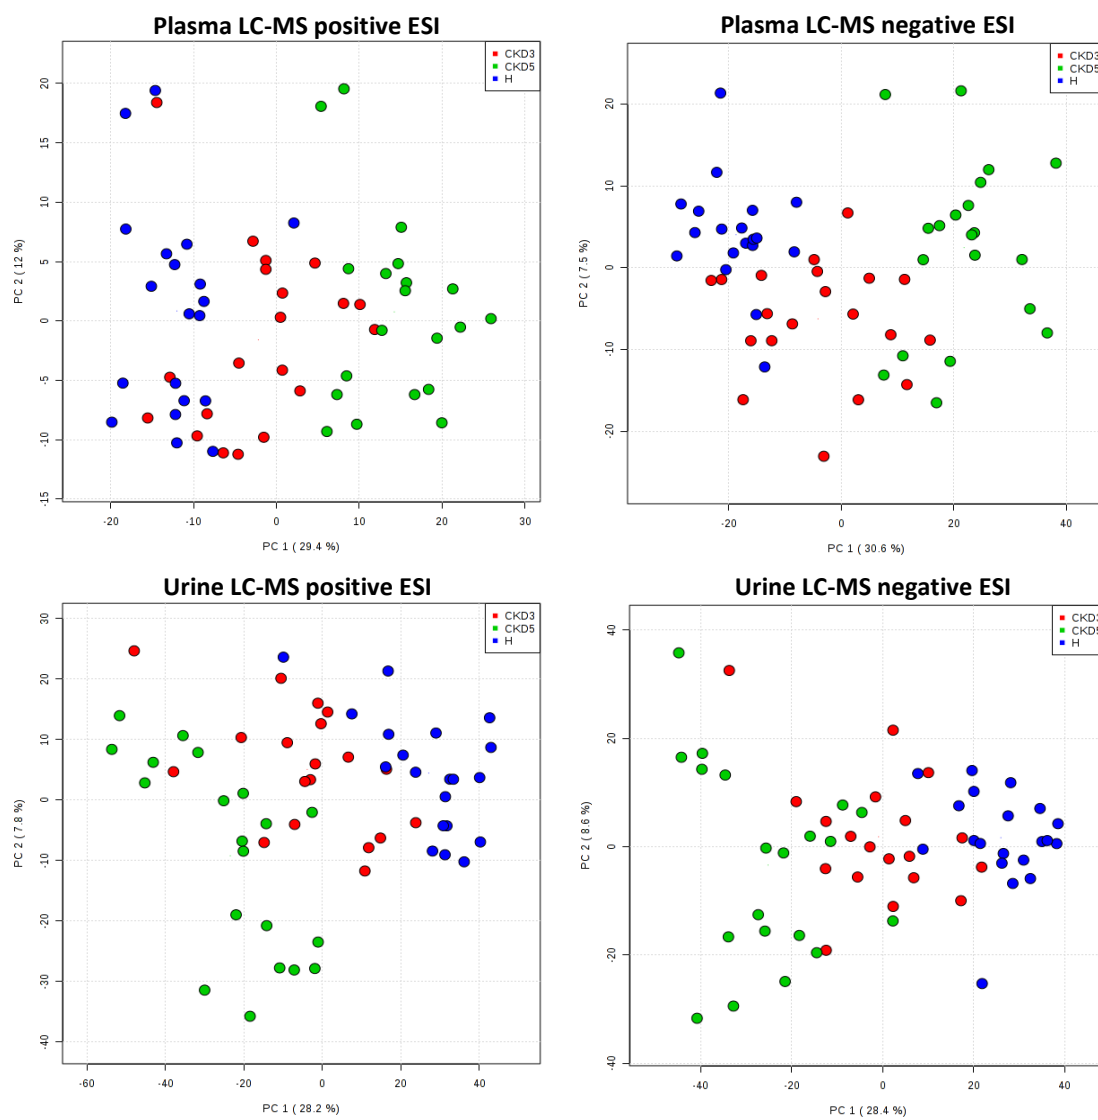 Plasma LC-MS positive ESI
CKD3
CKD5
H
20
15
10
5
0
-5
-10
-15
PC 2 ( 12 %)
-20
-10
0
10
20
30
PC 1 ( 29.4 %)
Plasma LC-MS negative ESI
CKD3
CKD5
H
20
10
0
-10
-20
PC 2 ( 7.5 %)
-20
0
20
40
PC 1 ( 30.6 %)
Urine LC-MS positive ESI
CKD3
CKD5
H
30
20
10
0
-10
-20
-30
-40
PC 2 ( 7.8 %)
-60
-40
-20
0
20
40
PC 1 ( 28.2 %)
Urine LC-MS negative ESI
CKD3
CKD5
H
40
20
0
-20
-40
PC 2 ( 8.6 %)
-40
-20
0
20
40
PC 1 ( 28.4 %)